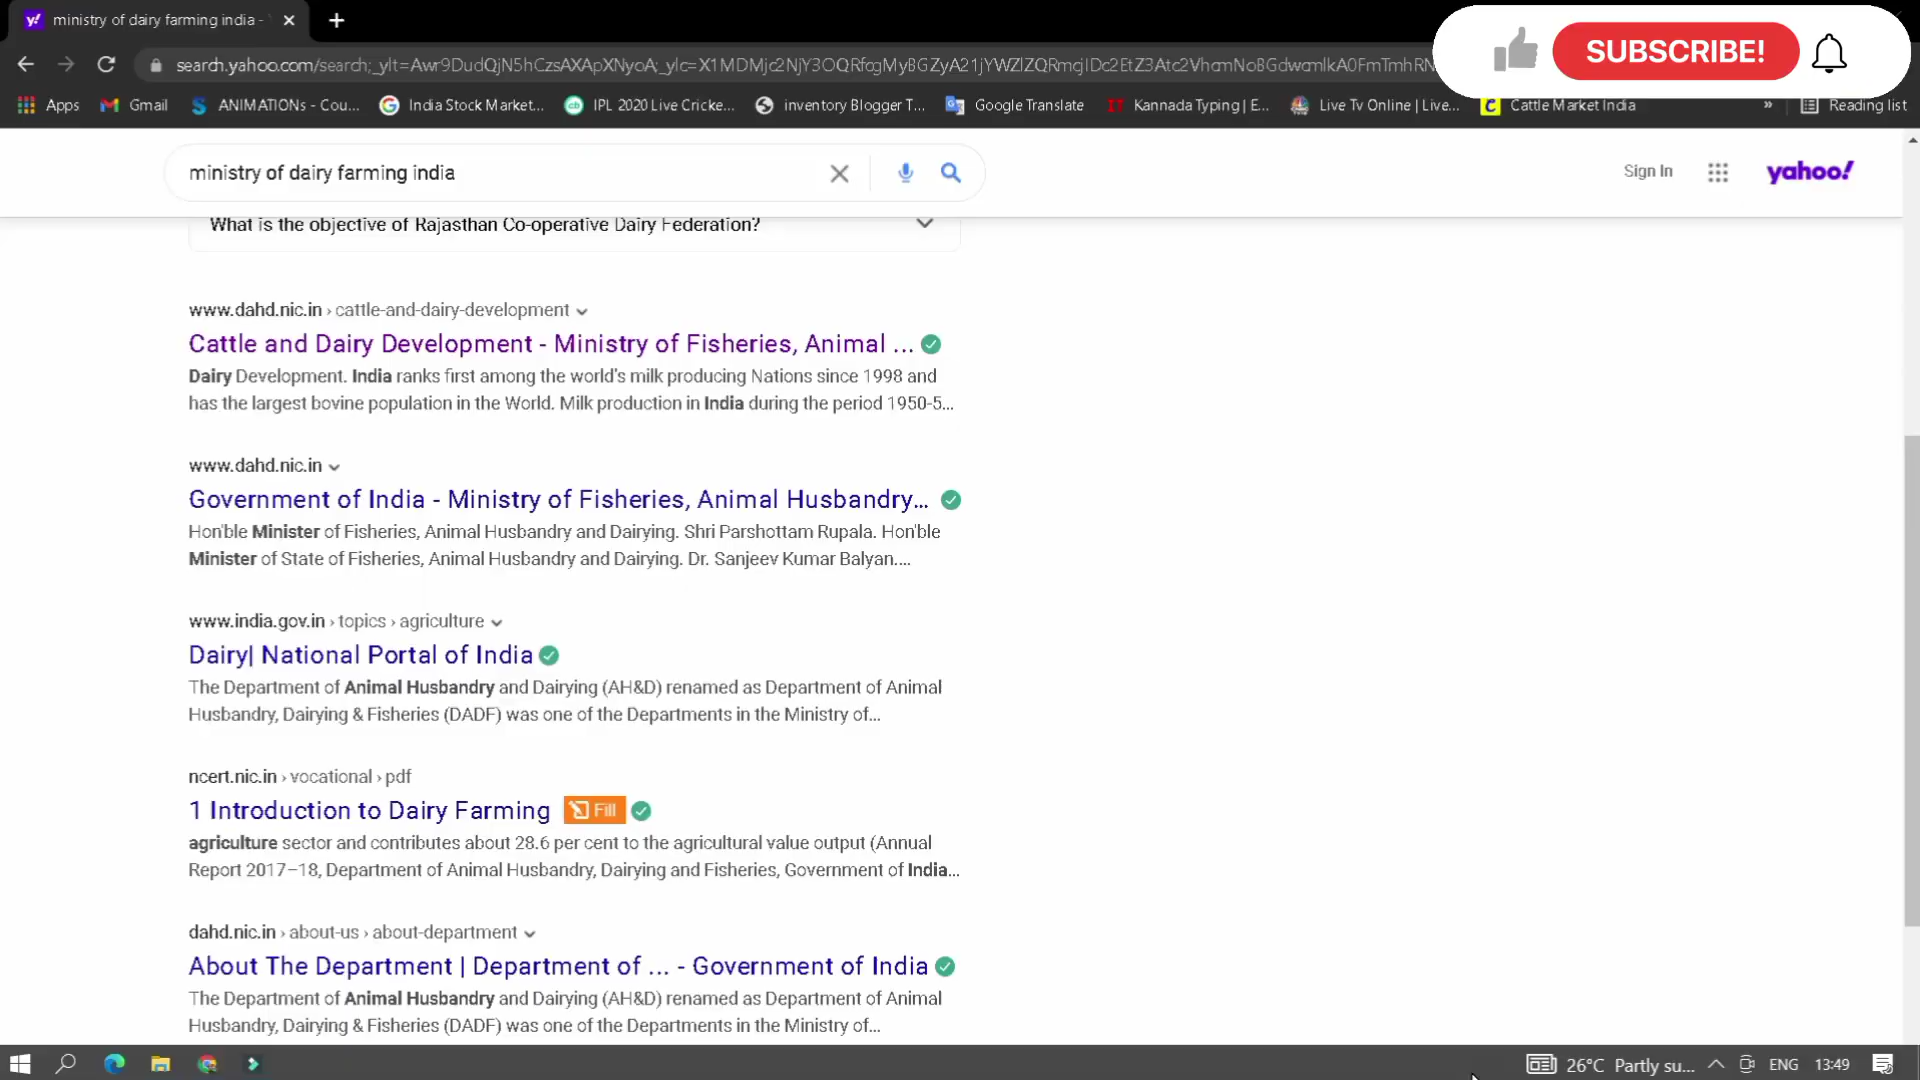 ministry of dairy farming india -
SUBSCRIBE!
Apps
Gmail
ANIMATIONs - Cou...
India Stock Market...
IPL 2020 Live Cricke...
inventory Blogger T...
Google Translate
Kannada Typing | E...
Live Tv Online | Live...
Cattle Market India
»
Reading list
ministry of dairy farming india
Sign In
yahoo!
What is the objective of Rajasthan Co-operative Dairy Federation?
www.dahd.nic.in › cattle-and-dairy-development
Cattle and Dairy Development - Ministry of Fisheries, Animal ...
Dairy Development. India ranks first among the world's milk producing Nations since 1998 and
has the largest bovine population in the World. Milk production in India during the period 1950-5...
www.dahd.nic.in
Government of India - Ministry of Fisheries, Animal Husbandry...
Hon'ble Minister of Fisheries, Animal Husbandry and Dairying. Shri Parshottam Rupala. Hon'ble
Minister of State of Fisheries, Animal Husbandry and Dairying. Dr. Sanjeev Kumar Balyan....
www.india.gov.in › topics › agriculture
Dairy| National Portal of India
The Department of Animal Husbandry and Dairying (AH&D) renamed as Department of Animal
Husbandry, Dairying & Fisheries (DADF) was one of the Departments in the Ministry of...
ncert.nic.in › vocational › pdf
1 Introduction to Dairy Farming Fill
agriculture sector and contributes about 28.6 per cent to the agricultural value output (Annual
Report 2017–18, Department of Animal Husbandry, Dairying and Fisheries, Government of India...
dahd.nic.in › about-us › about-department
About The Department | Department of ... - Government of India
The Department of Animal Husbandry and Dairying (AH&D) renamed as Department of Animal
Husbandry, Dairying & Fisheries (DADF) was one of the Departments in the Ministry of...
26°C Partly su... ENG 13:49